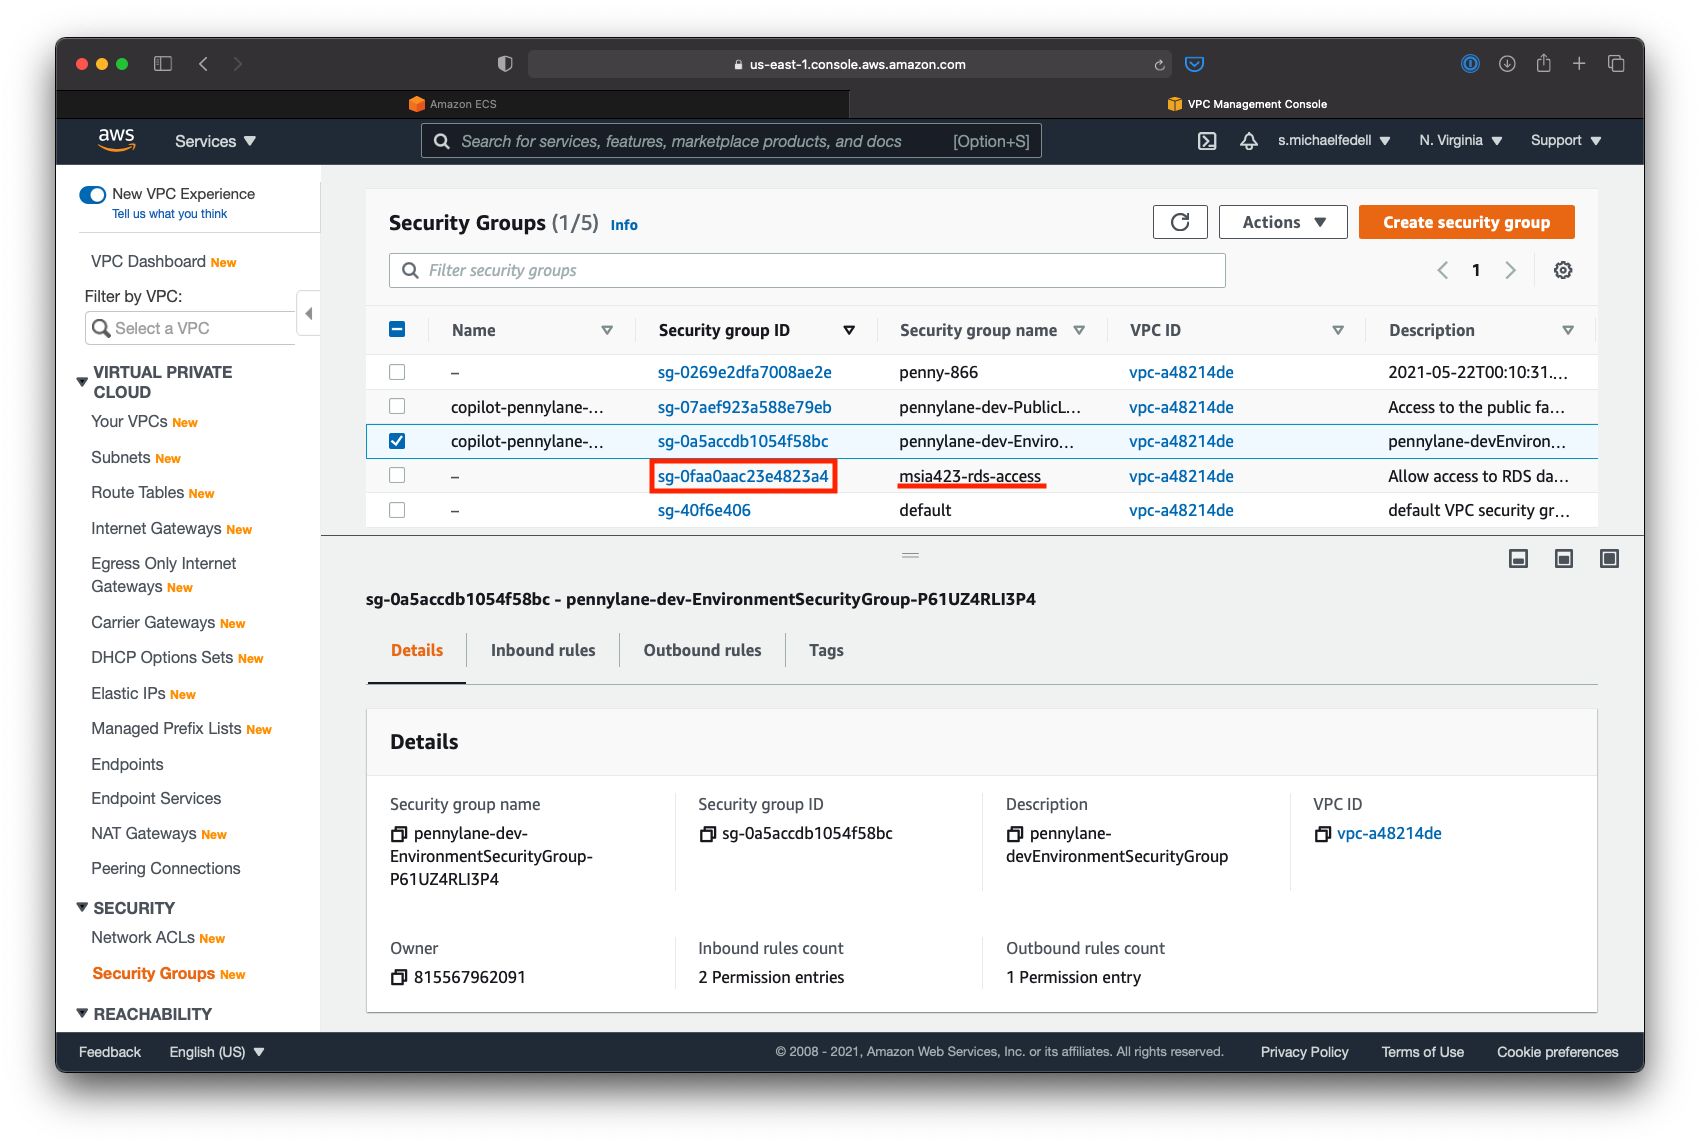 us-east-1.console.aws.amazon.com
Amazon ECS
VPC Management Console
aws
Services
Search for services, features, marketplace products, and docs [Option+S]
s.michaelfedell
N. Virginia
Support
New VPC Experience
Tell us what you think
VPC Dashboard New
Filter by VPC:
Select a VPC
VIRTUAL PRIVATE
CLOUD
Your VPCs New
Subnets New
Route Tables New
Internet Gateways New
Egress Only Internet
Gateways New
Carrier Gateways New
DHCP Options Sets New
Elastic IPs New
Managed Prefix Lists New
Endpoints
Endpoint Services
NAT Gateways New
Peering Connections
SECURITY
Network ACLs New
Security Groups New
REACHABILITY
Security Groups (1/5) Info
Actions
Create security group
Filter security groups
1
Name Security group ID Security group name VPC ID Description
– sg-0269e2dfa7008ae2e penny-866 vpc-a48214de 2021-05-22T00:10:31....
copilot-pennylane-... sg-07aef923a588e79eb pennylane-dev-PublicL... vpc-a48214de Access to the public fa...
copilot-pennylane-... sg-0a5accdb1054f58bc pennylane-dev-Enviro... vpc-a48214de pennylane-devEnviron...
– sg-0faa0aac23e4823a4 msia423-rds-access vpc-a48214de Allow access to RDS da...
– sg-40f6e406 default vpc-a48214de default VPC security gr...
sg-0a5accdb1054f58bc - pennylane-dev-EnvironmentSecurityGroup-P61UZ4RLI3P4
Details Inbound rules Outbound rules Tags
Details
Security group name
pennylane-dev-
EnvironmentSecurityGroup-
P61UZ4RLI3P4
Security group ID
sg-0a5accdb1054f58bc
Description
pennylane-
devEnvironmentSecurityGroup
VPC ID
vpc-a48214de
Owner
815567962091
Inbound rules count
2 Permission entries
Outbound rules count
1 Permission entry
Feedback
English (US)
© 2008 - 2021, Amazon Web Services, Inc. or its affiliates. All rights reserved.
Privacy Policy
Terms of Use
Cookie preferences